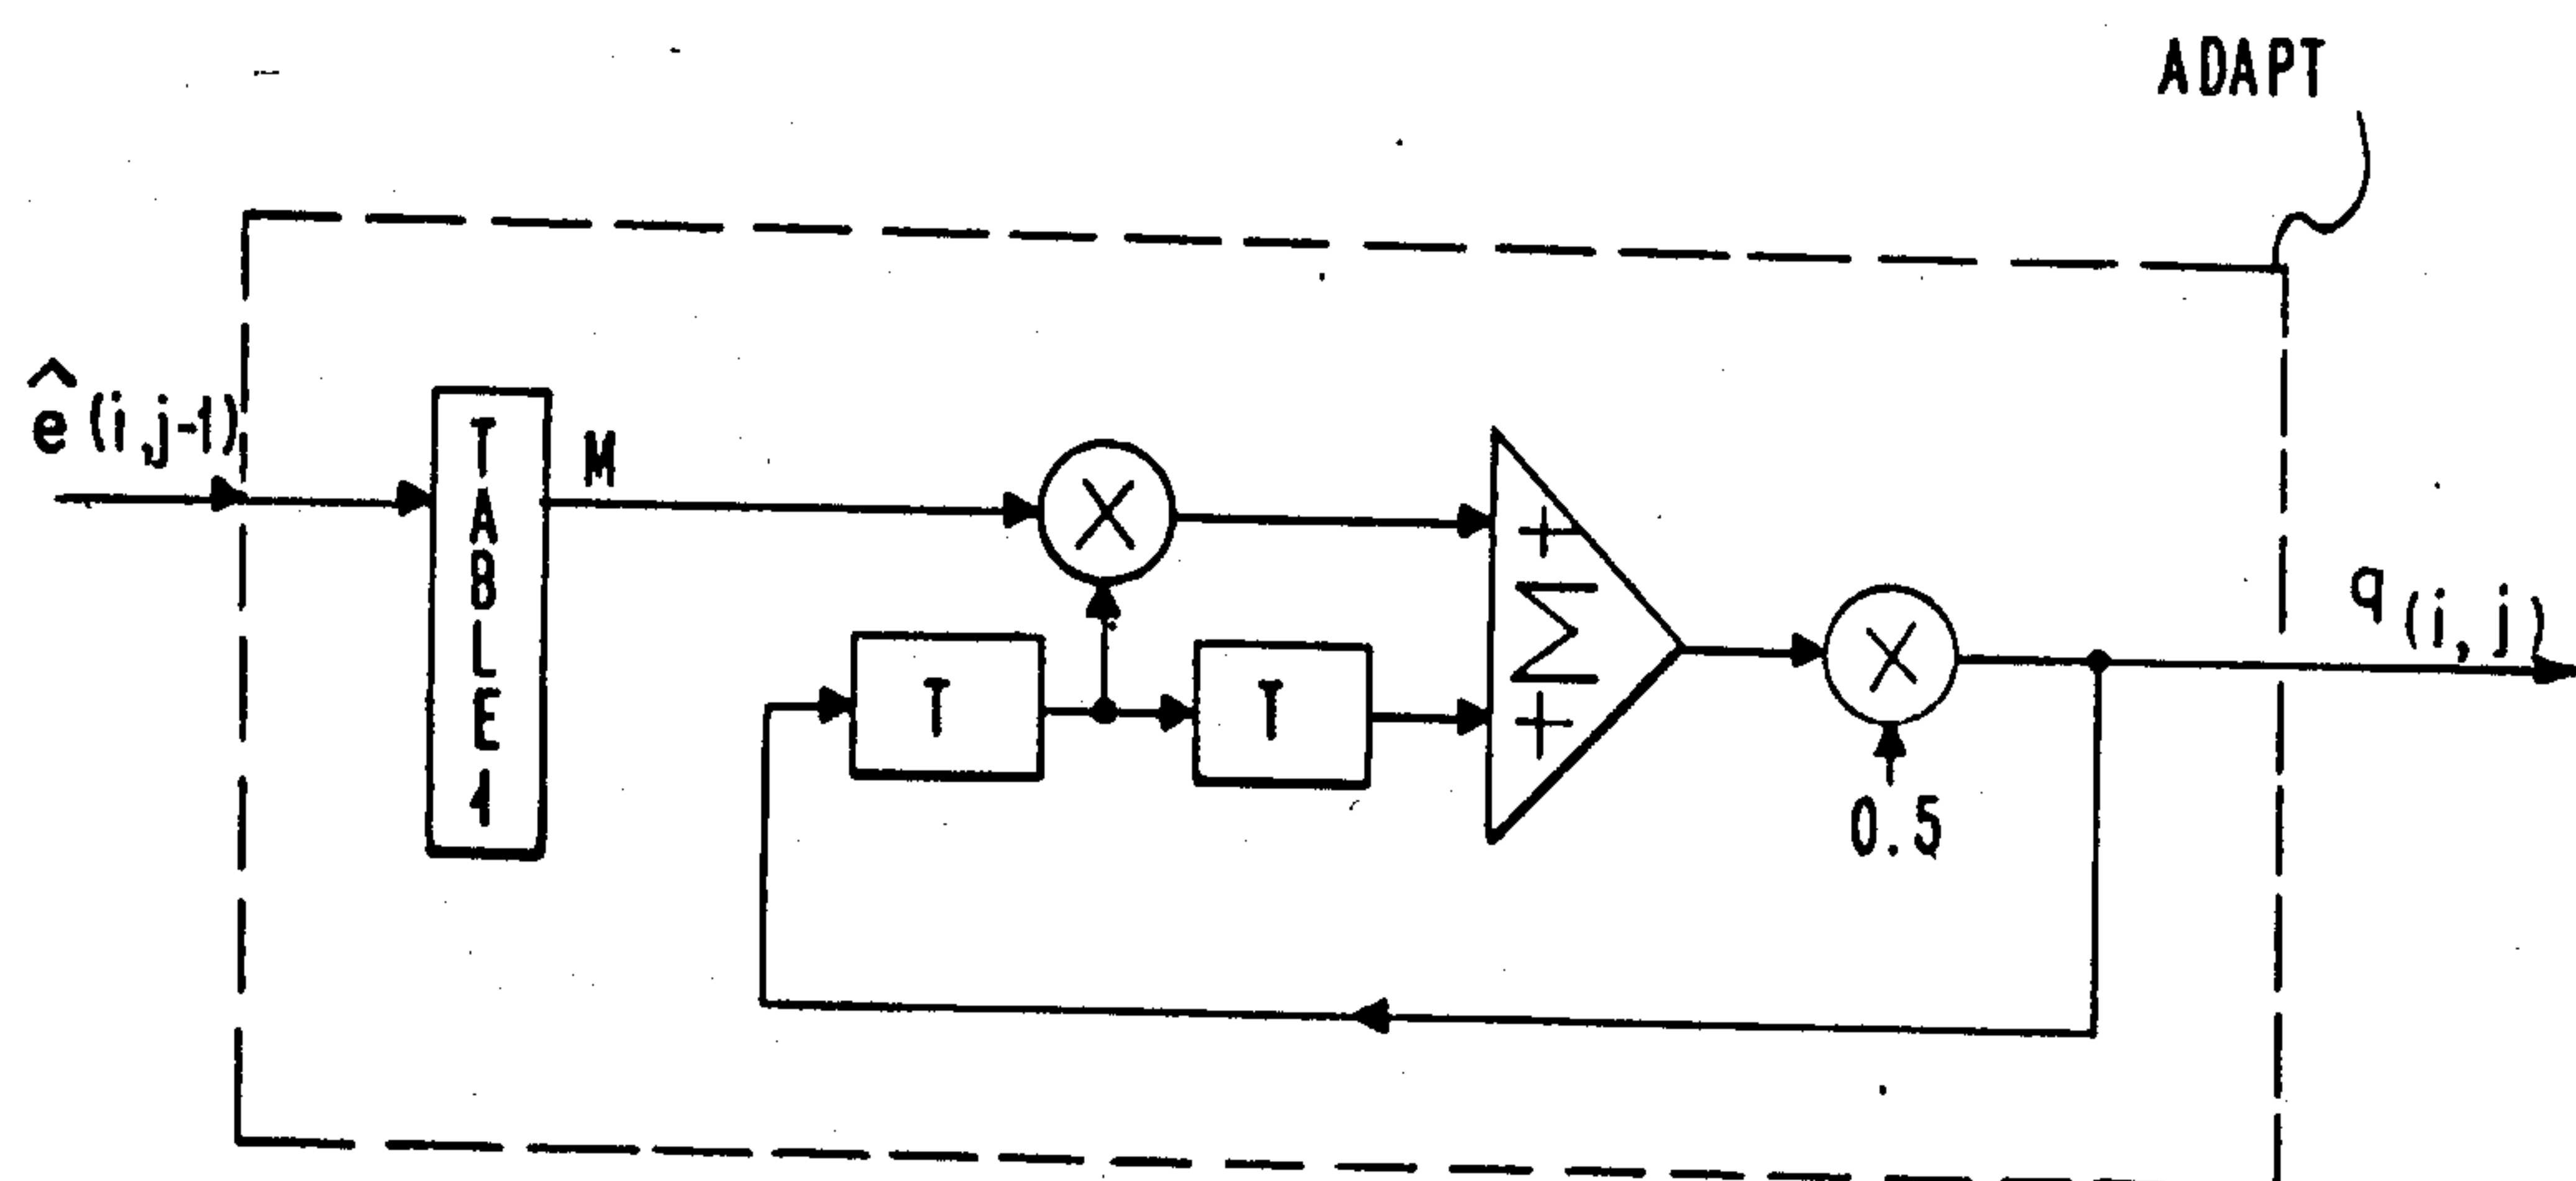 ADAPT
ê(i,j-1)
TABLE 1
M
×
+
Σ
+
T
T
×
0.5
q(i,j)